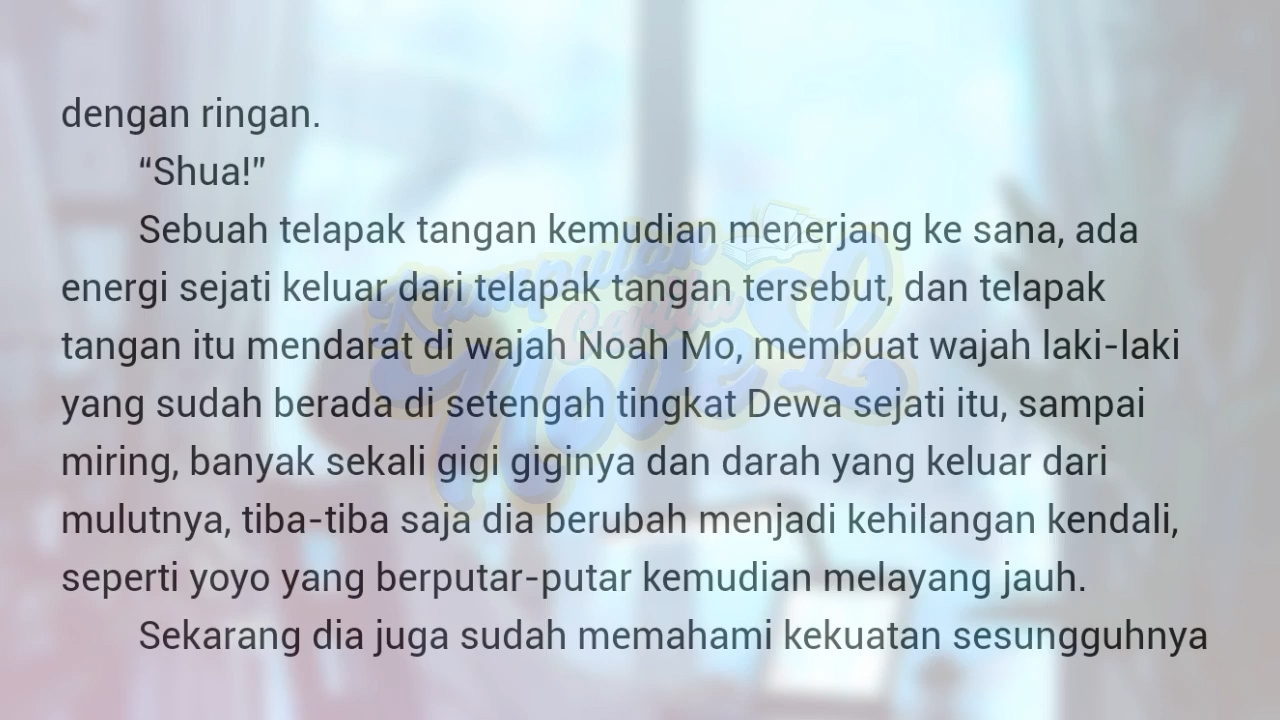 dengan ringan.
“Shua!”
Sebuah telapak tangan kemudian menerjang ke sana, ada
energi sejati keluar dari telapak tangan tersebut, dan telapak
tangan itu mendarat di wajah Noah Mo, membuat wajah laki-laki
yang sudah berada di setengah tingkat Dewa sejati itu, sampai
miring, banyak sekali gigi giginya dan darah yang keluar dari
mulutnya, tiba-tiba saja dia berubah menjadi kehilangan kendali,
seperti yoyo yang berputar-putar kemudian melayang jauh.
Sekarang dia juga sudah memahami kekuatan sesungguhnya
Kumpulan
Cerita
Novel